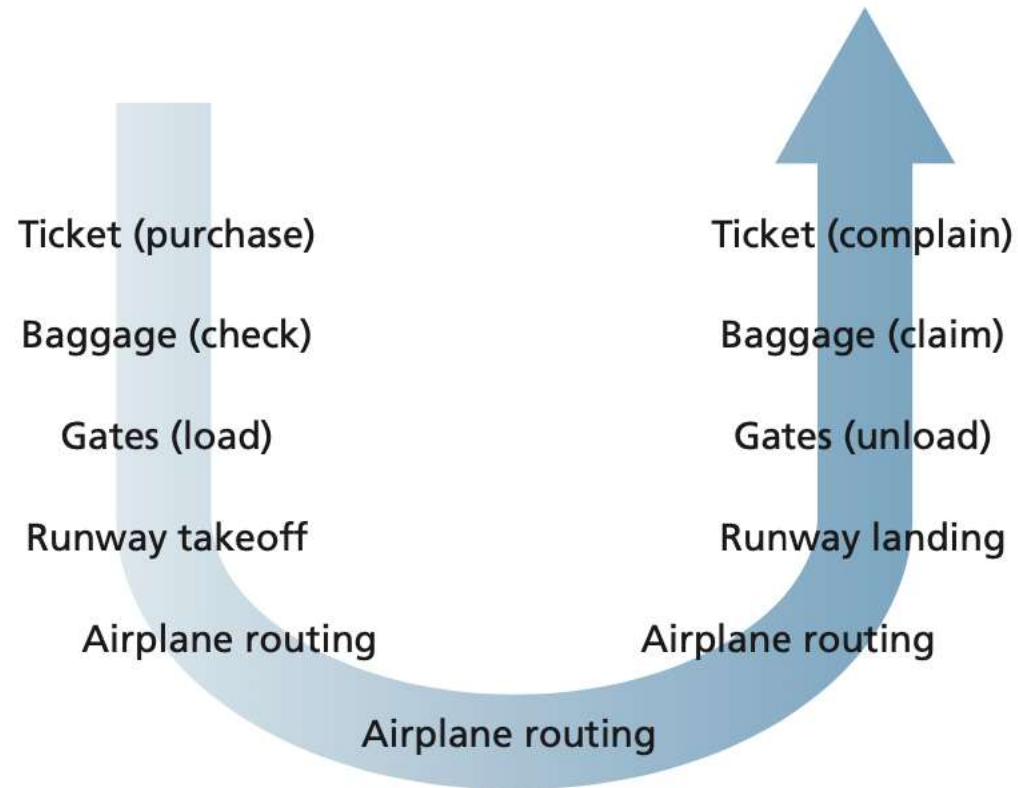 Ticket (purchase)
Baggage (check)
Gates (load)
Runway takeoff
Airplane routing
Airplane routing
Airplane routing
Runway landing
Gates (unload)
Baggage (claim)
Ticket (complain)